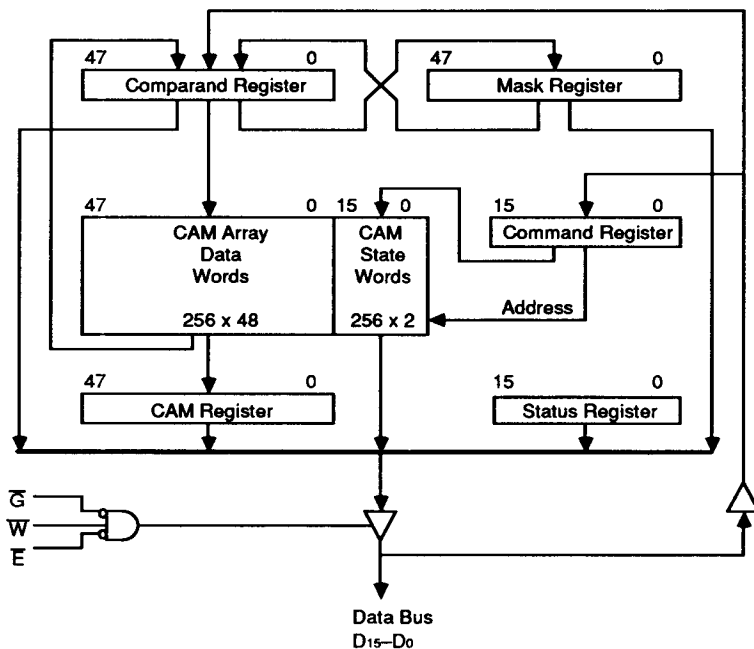 47 0 47 0
Comparand Register Mask Register
47 0 15 0 15 0
CAM Array
Data
Words
256 x 48
CAM
State
Words
256 x 2
Command Register
Address
47 0 15 0
CAM Register Status Register
G̅
W̅
E̅
Data Bus
D₁₅–D₀